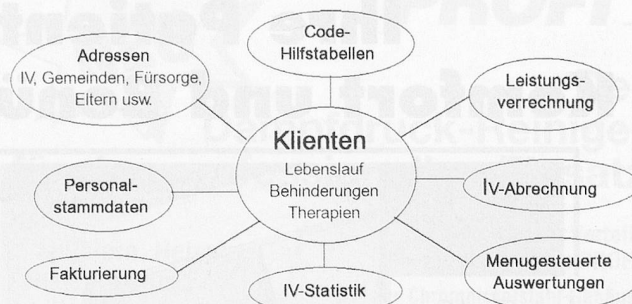 Code-
Hilfstabellen
Adressen
IV, Gemeinden, Fürsorge,
Eltern usw.
Leistungs-
verrechnung
Klienten
Lebenslauf
Behinderungen
Therapien
Personal-
stammdaten
IV-Abrechnung
Fakturierung
IV-Statistik
Menugesteuerte
Auswertungen